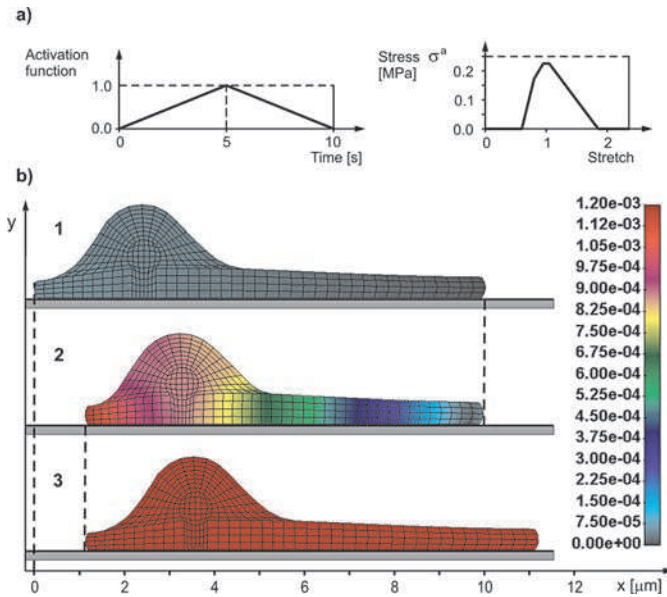 a)
Activation
function
1.0
0.0
0
5
10
Time [s]
Stress σᵃ
[MPa]
0.2
0.1
0.0
0
1
2
Stretch
b)
y
1
2
3
1.20e-03
1.12e-03
1.05e-03
9.75e-04
9.00e-04
8.25e-04
7.50e-04
6.75e-04
6.00e-04
5.25e-04
4.50e-04
3.75e-04
3.00e-04
2.25e-04
1.50e-04
7.50e-05
0.00e+00
0 2 4 6 8 10 12 x [μm]